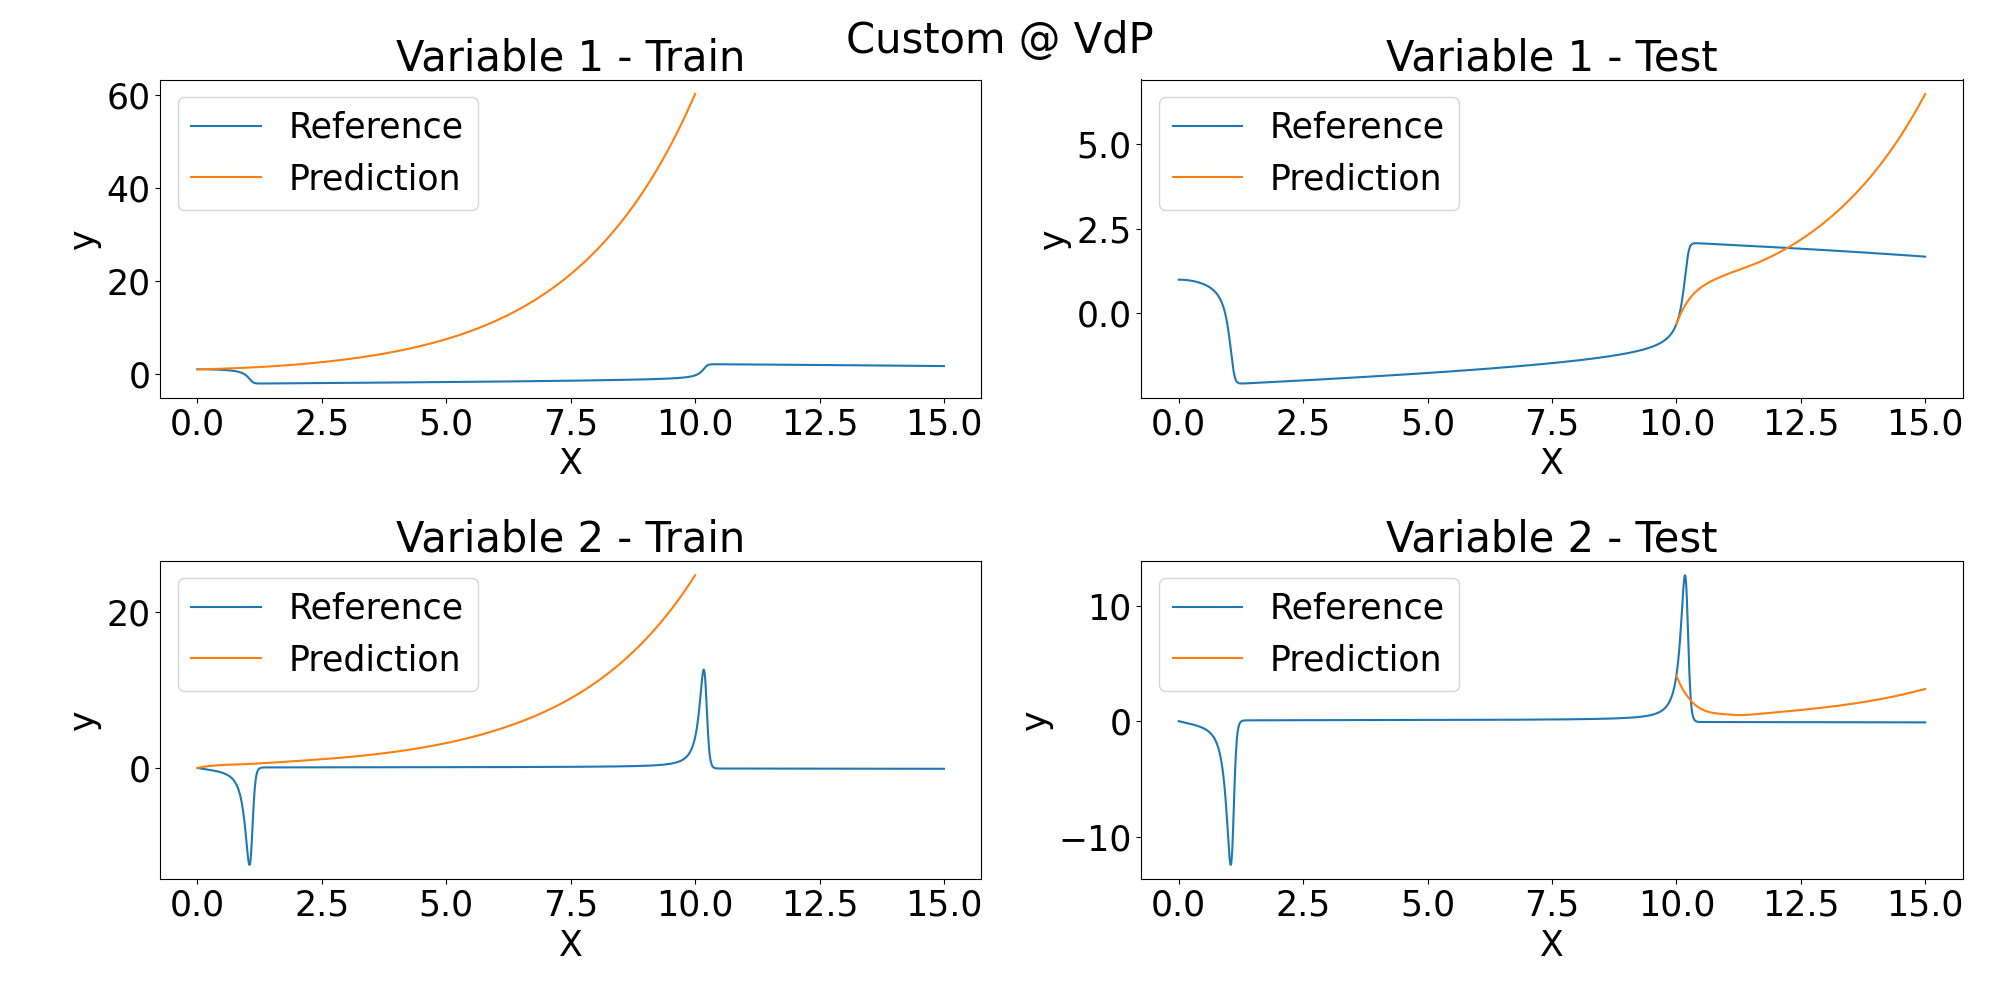 Custom @ VdP
Variable 1 - Train
60
40
20
0
y
Reference
Prediction
0.0 2.5 5.0 7.5 10.0 12.5 15.0
X
Variable 1 - Test
5.0
2.5
0.0
y
Reference
Prediction
0.0 2.5 5.0 7.5 10.0 12.5 15.0
X
Variable 2 - Train
20
0
y
Reference
Prediction
0.0 2.5 5.0 7.5 10.0 12.5 15.0
X
Variable 2 - Test
10
0
−10
y
Reference
Prediction
0.0 2.5 5.0 7.5 10.0 12.5 15.0
X